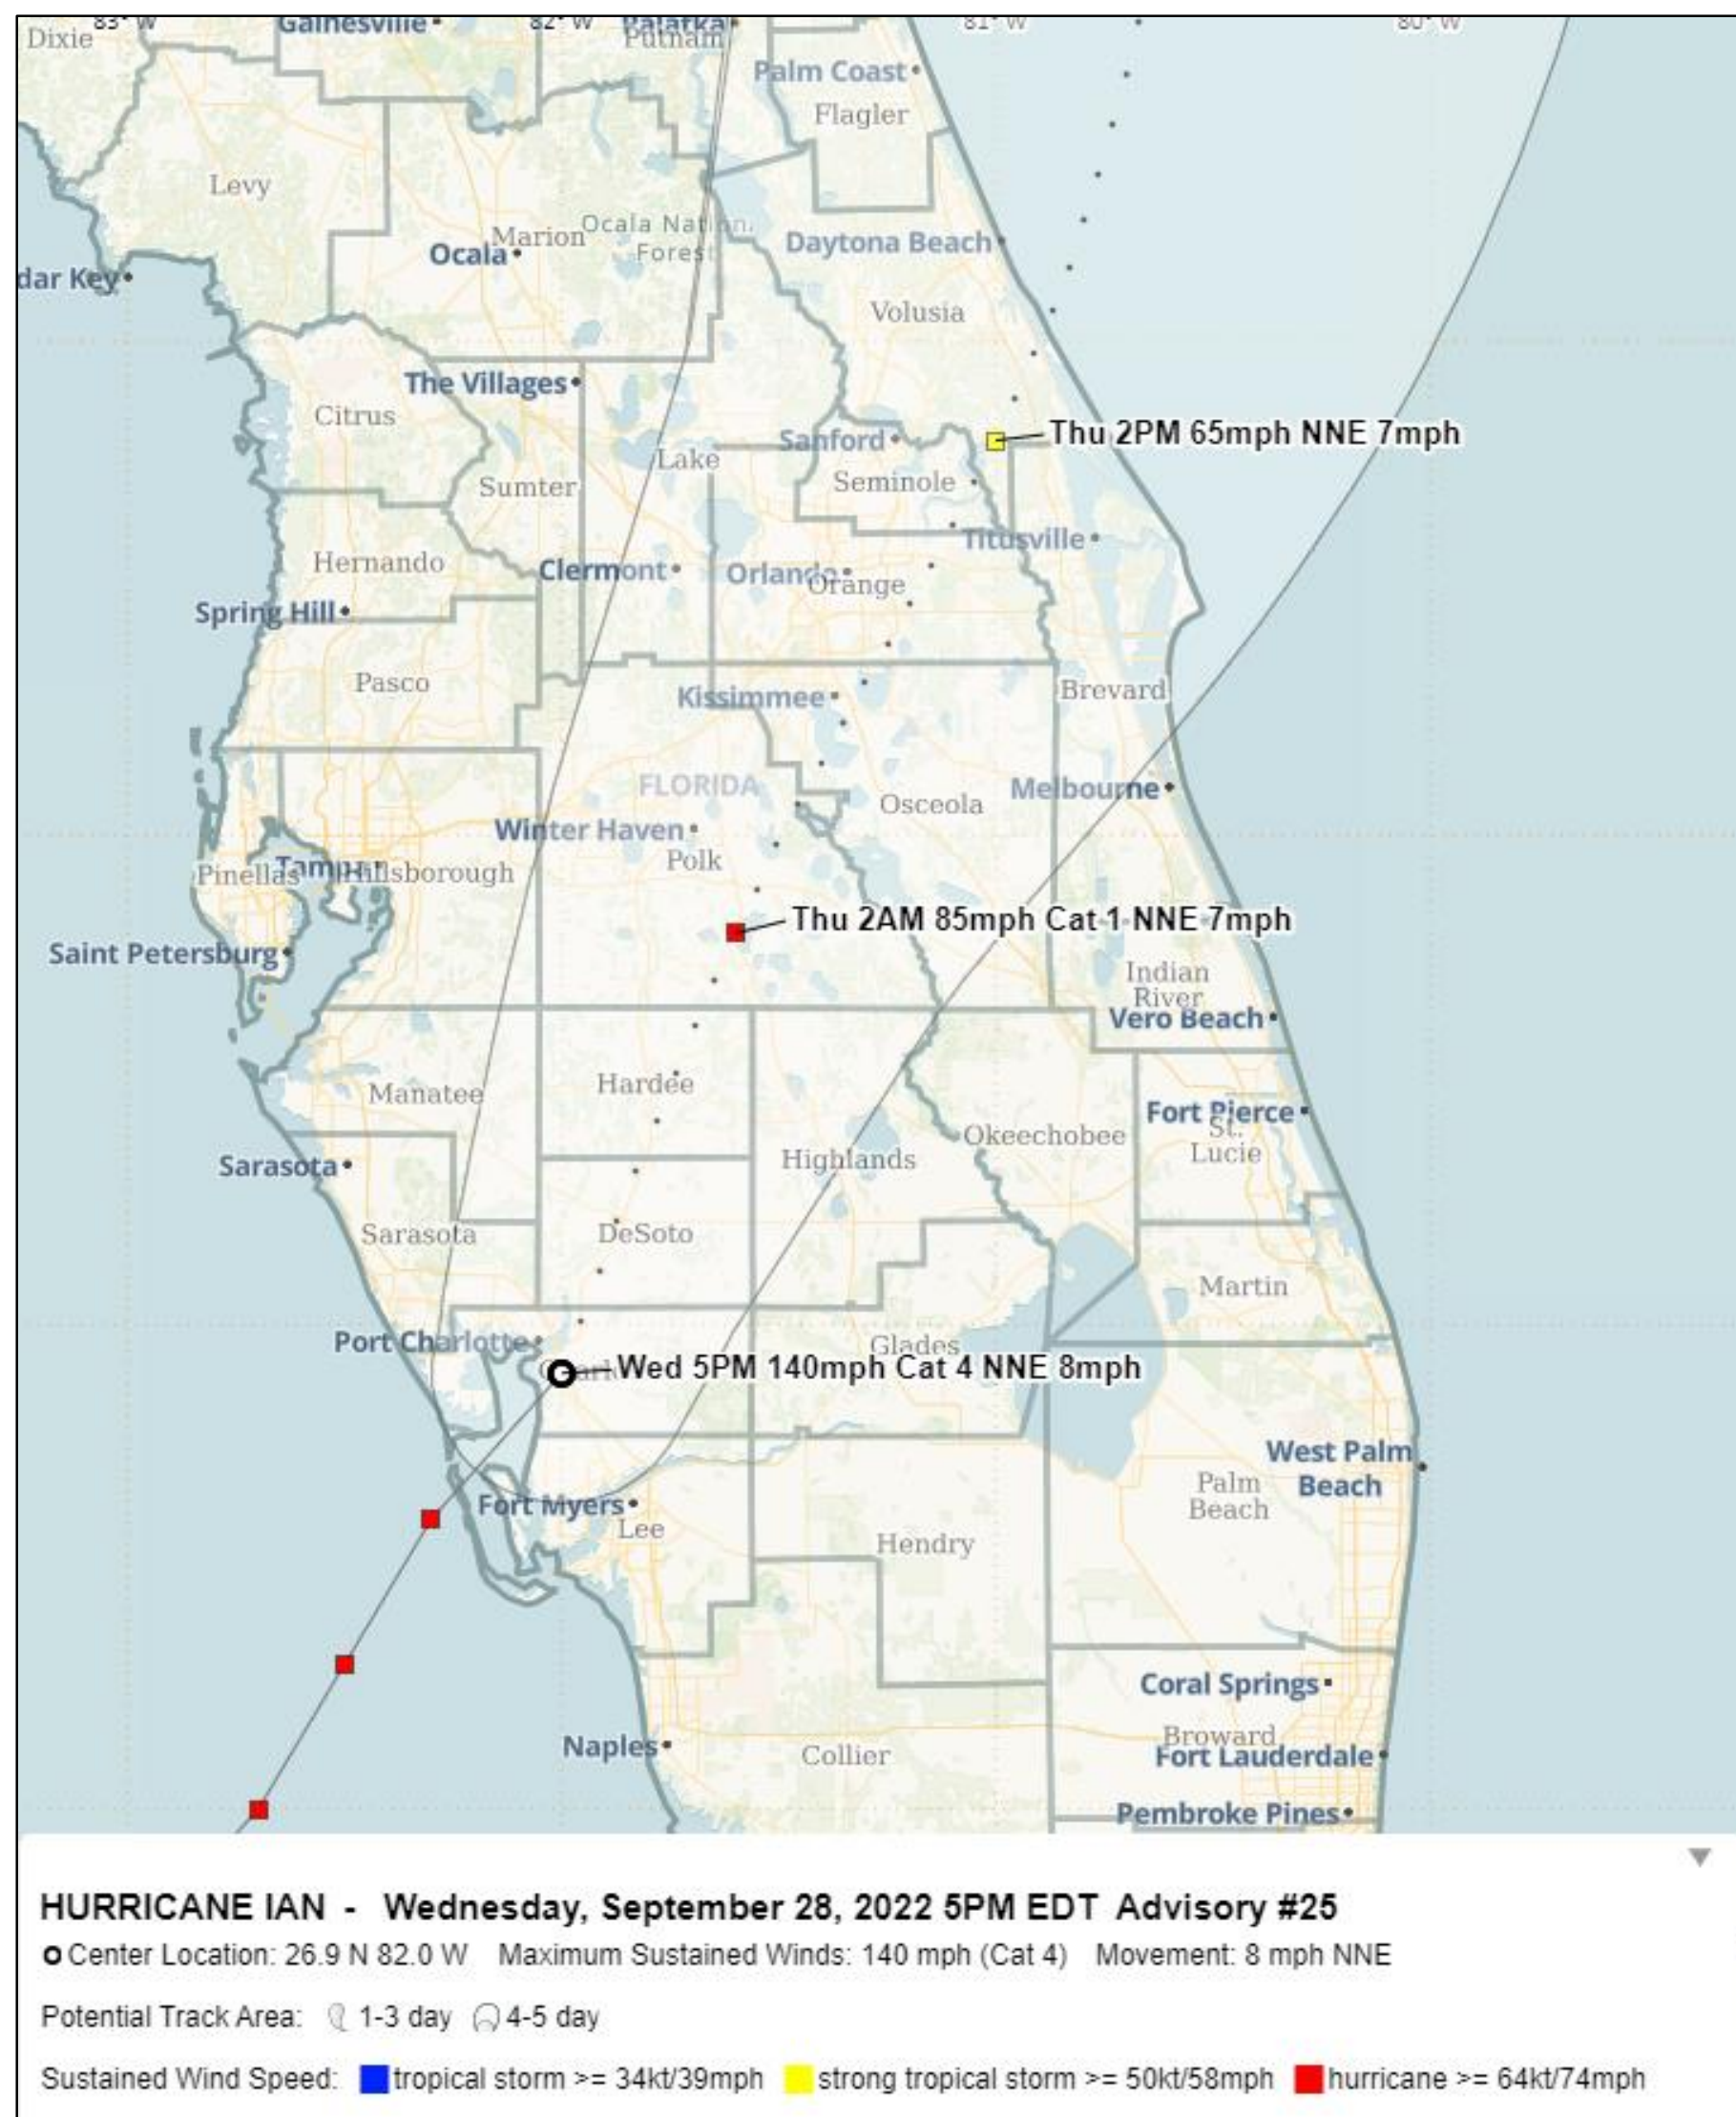 83° W
82° W
81° W
80° W
Dixie
Gainesville
Palatka
Putnam
Palm Coast
Flagler
Levy
Ocala Nation
Forest
Marion
Ocala
Daytona Beach
dar Key
Volusia
The Villages
Citrus
Sanford
Thu 2PM 65mph NNE 7mph
Lake
Seminole
Sumter
Titusville
Hernando
Clermont
Orlando
Orange
Spring Hill
Pasco
Kissimmee
Brevard
FLORIDA
Melbourne
Osceola
Winter Haven
Polk
Tampa
Pinellas
Hillsborough
Thu 2AM 85mph Cat 1 NNE 7mph
Saint Petersburg
Indian
River
Vero Beach
Manatee
Hardee
Fort Pierce
St.
Lucie
Okeechobee
Highlands
Sarasota
Sarasota
DeSoto
Martin
Port Charlotte
Glades
Wed 5PM 140mph Cat 4 NNE 8mph
West Palm
Beach
Palm
Beach
Fort Myers
Lee
Hendry
Coral Springs
Broward
Naples
Collier
Fort Lauderdale
Pembroke Pines
HURRICANE IAN - Wednesday, September 28, 2022 5PM EDT Advisory #25
Center Location: 26.9 N 82.0 W Maximum Sustained Winds: 140 mph (Cat 4) Movement: 8 mph NNE
Potential Track Area: 1-3 day 4-5 day
Sustained Wind Speed: tropical storm >= 34kt/39mph strong tropical storm >= 50kt/58mph hurricane >= 64kt/74mph